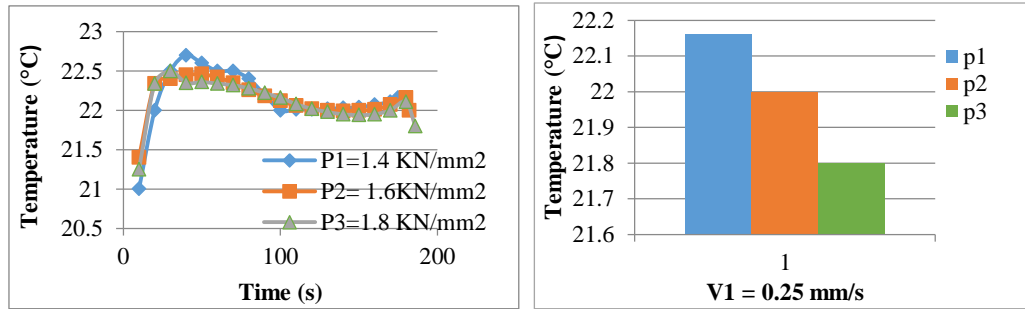 Temperature (°C)
23
22.5
22
21.5
21
20.5
0
100
200
Time (s)
P1=1.4 KN/mm2
P2= 1.6KN/mm2
P3=1.8 KN/mm2
Temperature (°C)
22.2
22.1
22
21.9
21.8
21.7
21.6
1
V1 = 0.25 mm/s
p1
p2
p3